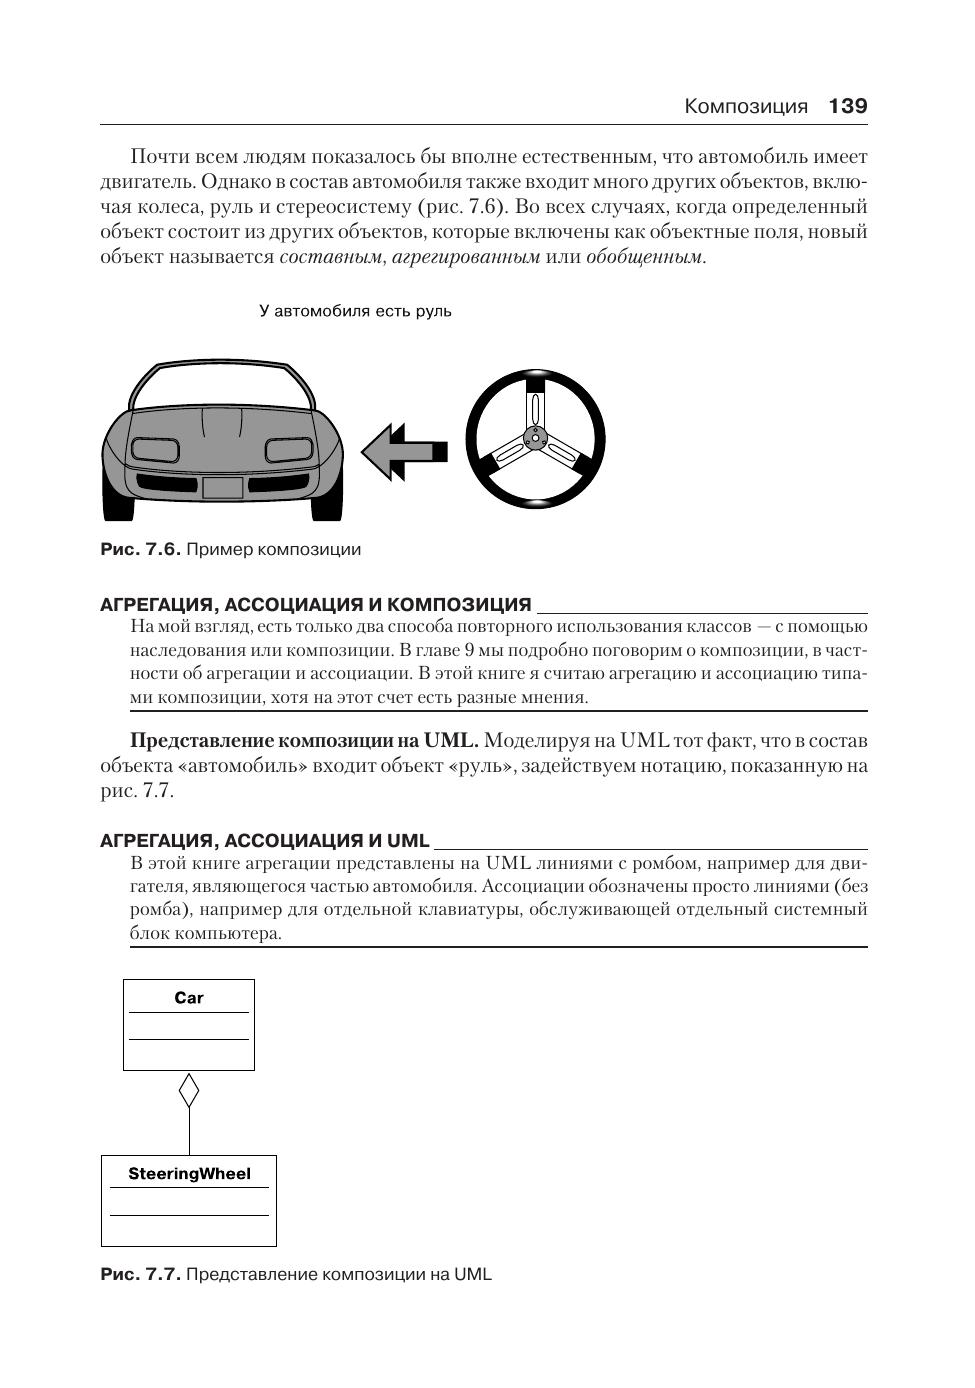 Композиция 139
Почти всем людям показалось бы вполне естественным, что автомобиль имеет
двигатель. Однако в состав автомобиля также входит много других объектов, вклю-
чая колеса, руль и стереосистему (рис. 7.6). Во всех случаях, когда определенный
объект состоит из других объектов, которые включены как объектные поля, новый
объект называется составным, агрегированным или обобщенным.
У автомобиля есть руль
Рис. 7.6. Пример композиции
АГРЕГАЦИЯ, АССОЦИАЦИЯ И КОМПОЗИЦИЯ
На мой взгляд, есть только два способа повторного использования классов — с помощью
наследования или композиции. В главе 9 мы подробно поговорим о композиции, в част-
ности об агрегации и ассоциации. В этой книге я считаю агрегацию и ассоциацию типа-
ми композиции, хотя на этот счет есть разные мнения.
Представление композиции на UML. Моделируя на UML тот факт, что в состав
объекта «автомобиль» входит объект «руль», задействуем нотацию, показанную на
рис. 7.7.
АГРЕГАЦИЯ, АССОЦИАЦИЯ И UML
В этой книге агрегации представлены на UML линиями с ромбом, например для дви-
гателя, являющегося частью автомобиля. Ассоциации обозначены просто линиями (без
ромба), например для отдельной клавиатуры, обслуживающей отдельный системный
блок компьютера.
Car
SteeringWheel
Рис. 7.7. Представление композиции на UML